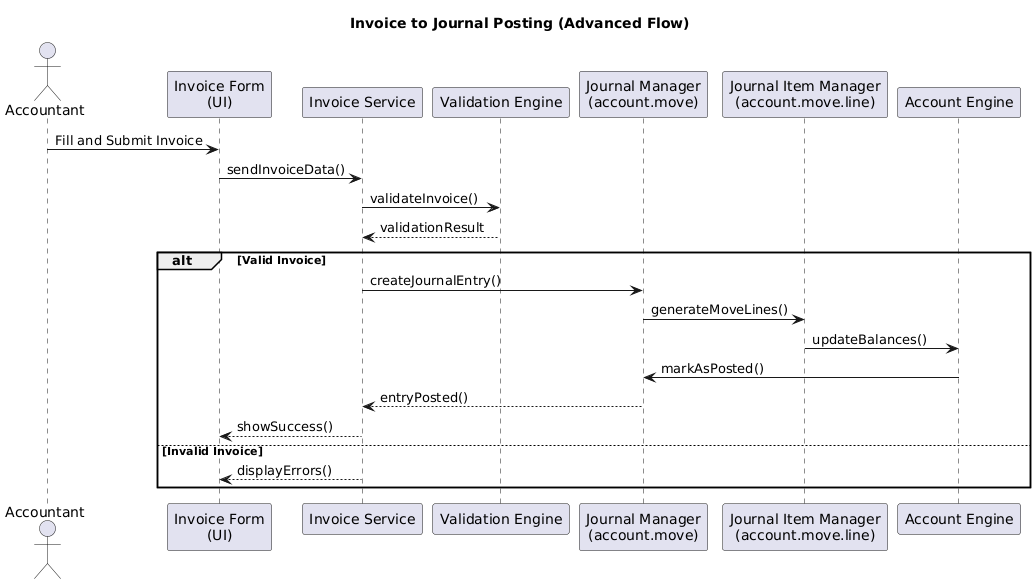 Invoice to Journal Posting (Advanced Flow)
Accountant
Invoice Form
(UI)
Invoice Service
Validation Engine
Journal Manager
(account.move)
Journal Item Manager
(account.move.line)
Account Engine
Fill and Submit Invoice
sendInvoiceData()
validateInvoice()
validationResult
alt
[Valid Invoice]
createJournalEntry()
generateMoveLines()
updateBalances()
markAsPosted()
entryPosted()
showSuccess()
[Invalid Invoice]
displayErrors()
Accountant
Invoice Form
(UI)
Invoice Service
Validation Engine
Journal Manager
(account.move)
Journal Item Manager
(account.move.line)
Account Engine